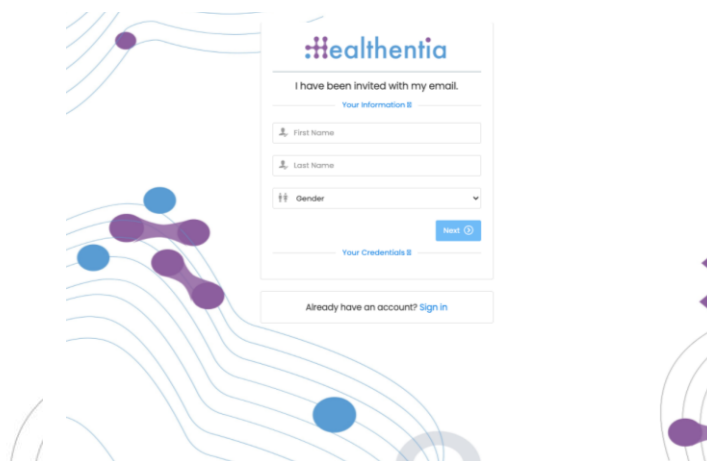 Healthentia
I have been invited with my email.
Your Information
First Name
Last Name
Gender
Next
Your Credentials
Already have an account? Sign in